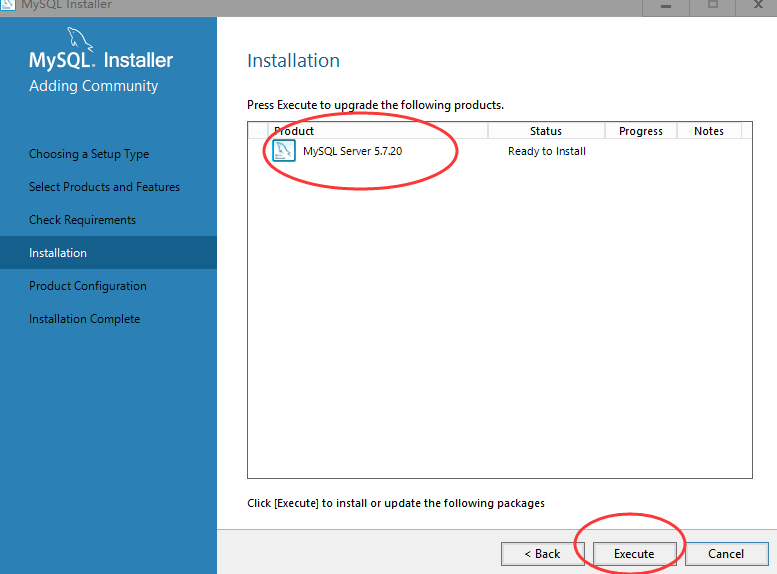 MySQL Installer
MySQL. Installer
Adding Community
Choosing a Setup Type
Select Products and Features
Check Requirements
Installation
Product Configuration
Installation Complete
Installation
Press Execute to upgrade the following products.
Product Status Progress Notes
MySQL Server 5.7.20 Ready to Install
Click [Execute] to install or update the following packages
< Back Execute Cancel